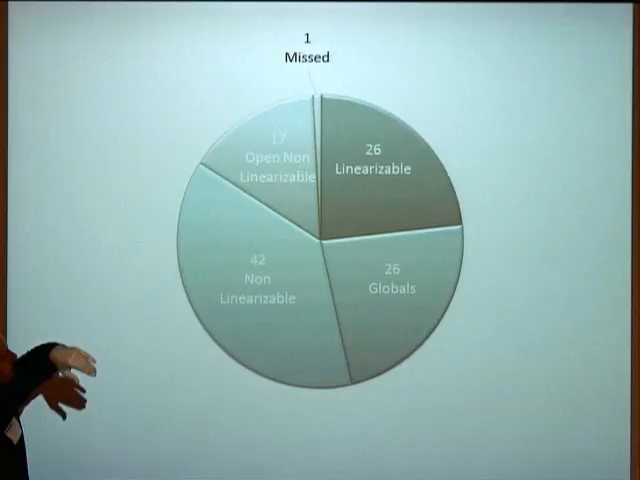 1
Missed
17
Open Non
Linearizable
26
Linearizable
42
Non
Linearizable
26
Globals